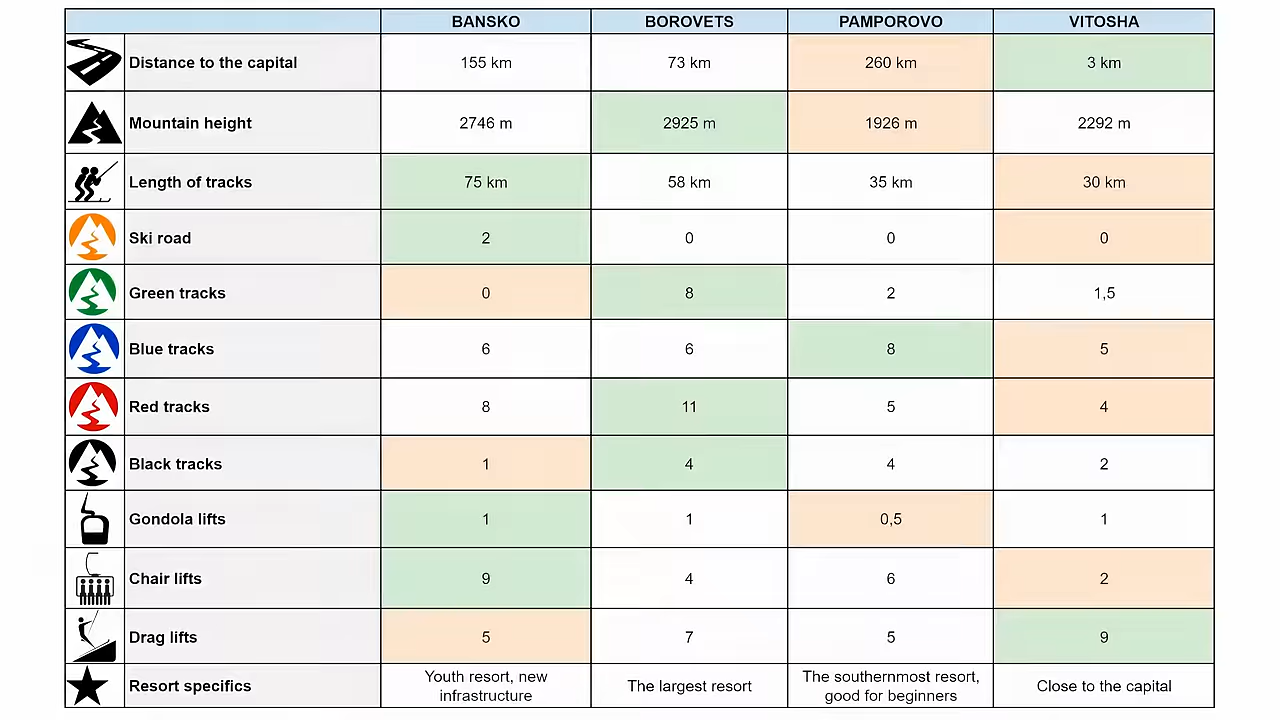 BANSKO BOROVETS PAMPOROVO VITOSHA
Distance to the capital 155 km 73 km 260 km 3 km
Mountain height 2746 m 2925 m 1926 m 2292 m
Length of tracks 75 km 58 km 35 km 30 km
Ski road 2 0 0 0
Green tracks 0 8 2 1,5
Blue tracks 6 6 8 5
Red tracks 8 11 5 4
Black tracks 1 4 4 2
Gondola lifts 1 1 0,5 1
Chair lifts 9 4 6 2
Drag lifts 5 7 5 9
Resort specifics
Youth resort, new
infrastructure
The largest resort
The southernmost resort,
good for beginners
Close to the capital